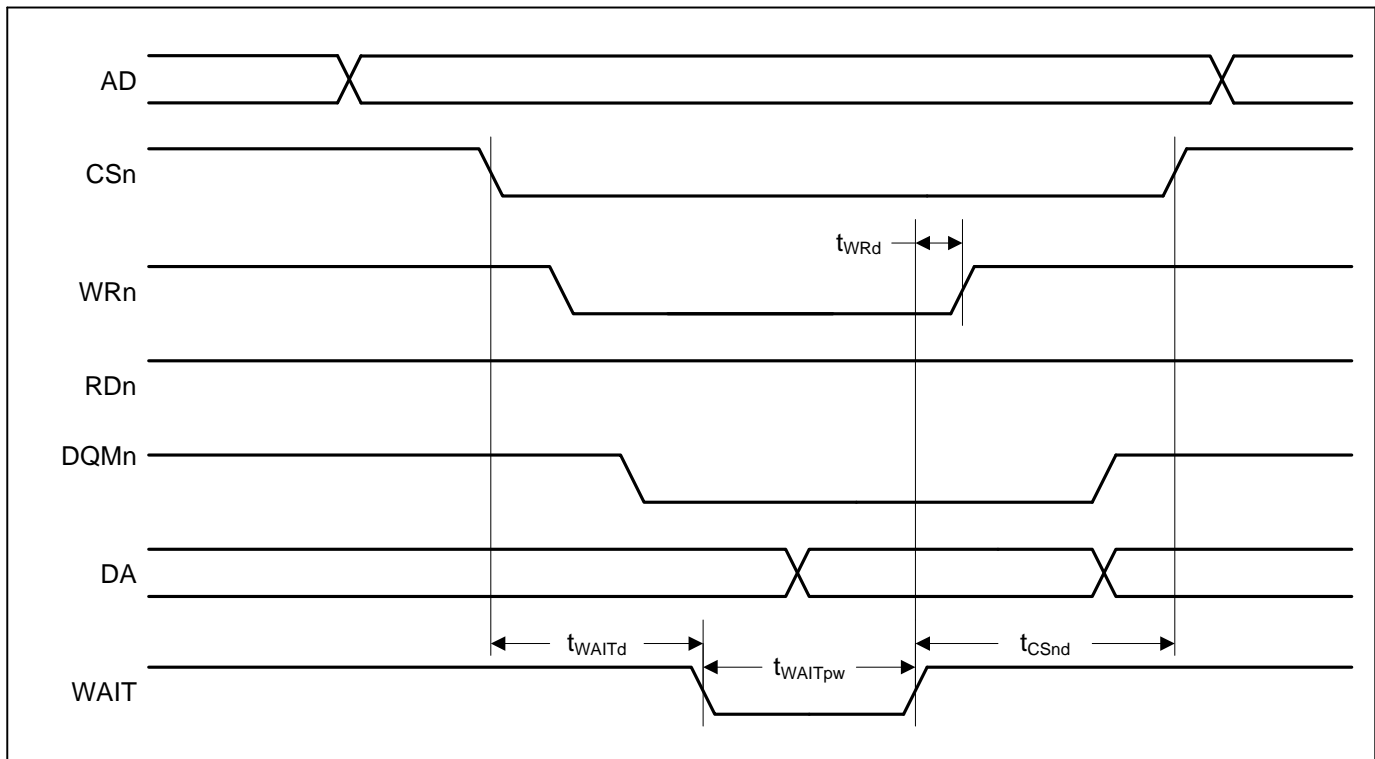 AD
CSn
tWRd
WRn
RDn
DQMn
DA
tWAITd
tWAITpw
tCSnd
WAIT